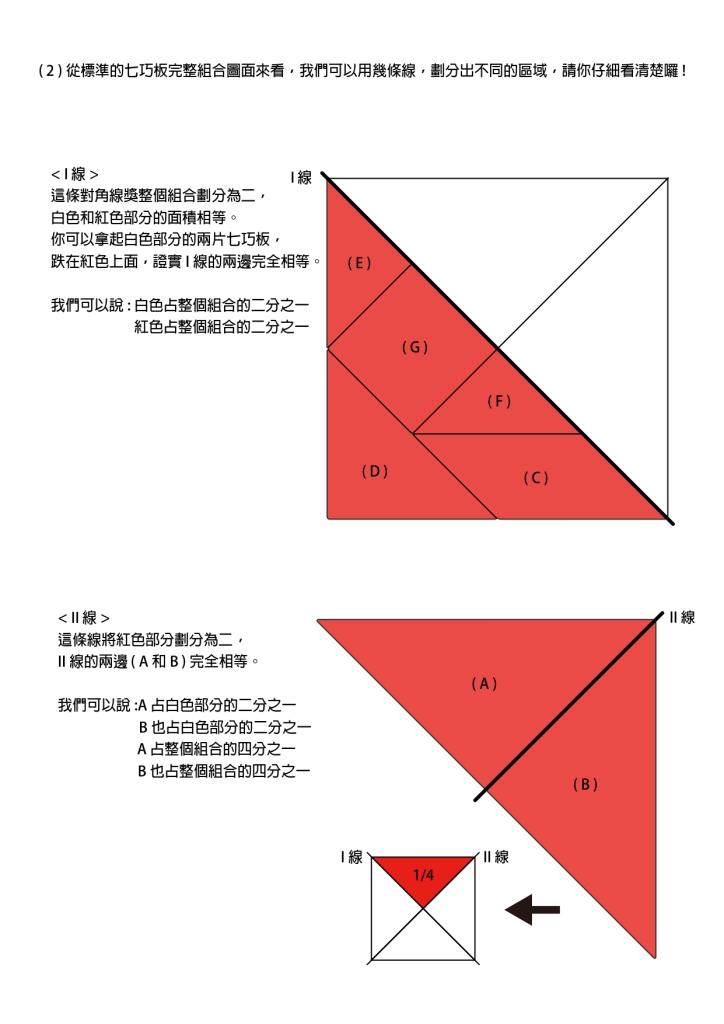 ( 2 ) 從標準的七巧板完整組合圖面來看，我們可以用幾條線，劃分出不同的區域，請你仔細看清楚囉！
< I 線 >
這條對角線獎整個組合劃分為二，
白色和紅色部分的面積相等。
你可以拿起白色部分的兩片七巧板，
跌在紅色上面，證實 I 線的兩邊完全相等。
我們可以說 : 白色占整個組合的二分之一
紅色占整個組合的二分之一
I 線
( E )
( G )
( F )
( D )
( C )
< II 線 >
這條線將紅色部分劃分為二，
II 線的兩邊 ( A 和 B ) 完全相等。
我們可以說 :A 占白色部分的二分之一
B 也占白色部分的二分之一
A 占整個組合的四分之一
B 也占整個組合的四分之一
II 線
( A )
( B )
I 線
II 線
1/4